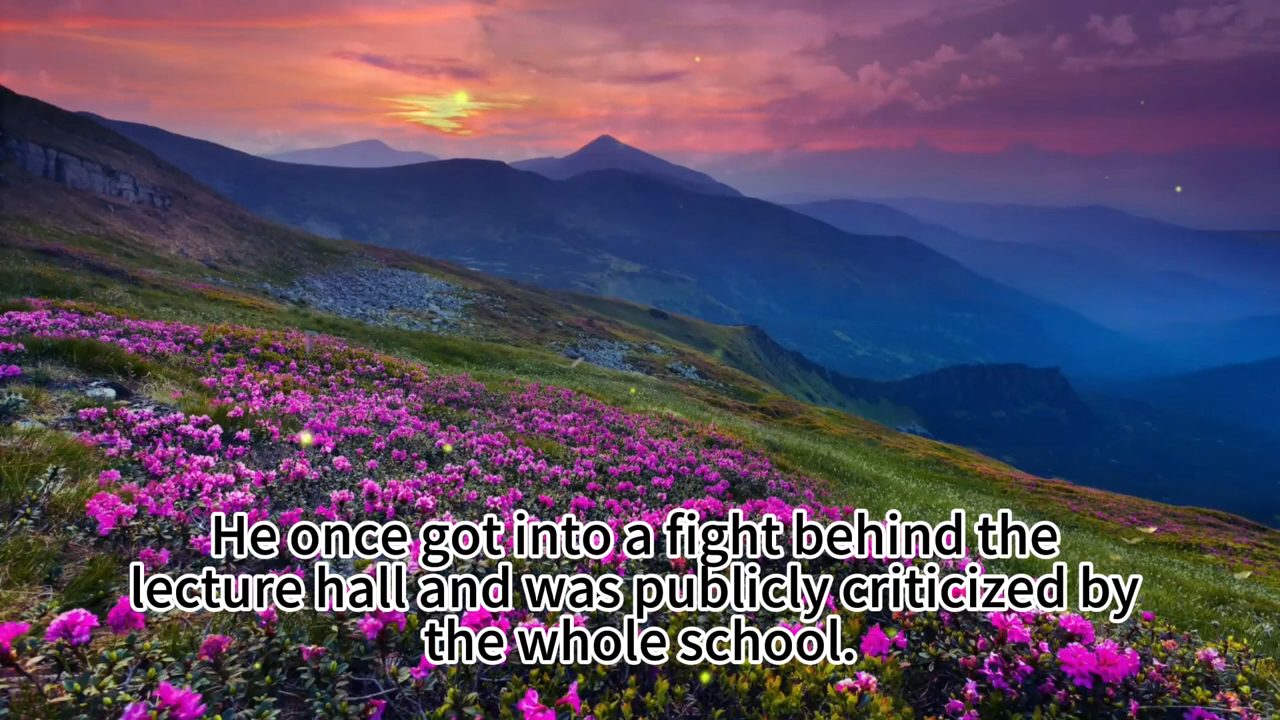 He once got into a fight behind the
lecture hall and was publicly criticized by
the whole school.